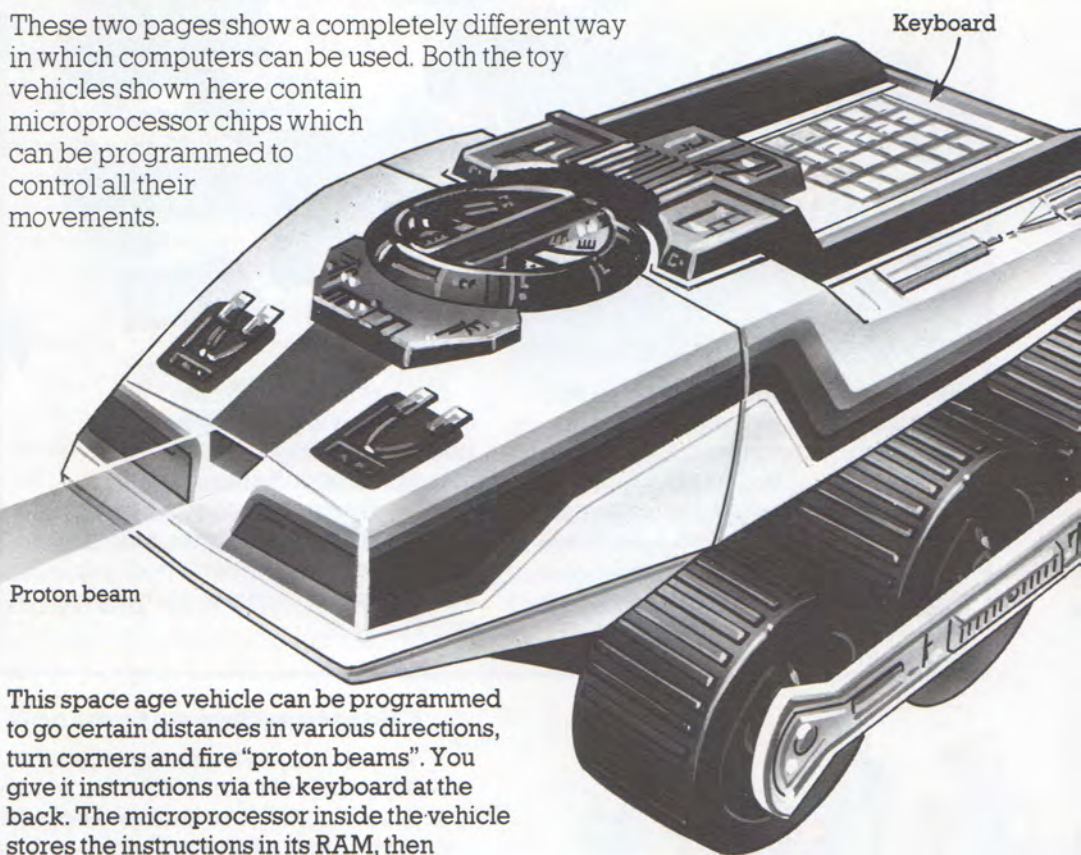 These two pages show a completely different way
in which computers can be used. Both the toy
vehicles shown here contain
microprocessor chips which
can be programmed to
control all their
movements.
Keyboard
Proton beam
This space age vehicle can be programmed
to go certain distances in various directions,
turn corners and fire “proton beams”. You
give it instructions via the keyboard at the
back. The microprocessor inside the vehicle
stores the instructions in its RAM, then